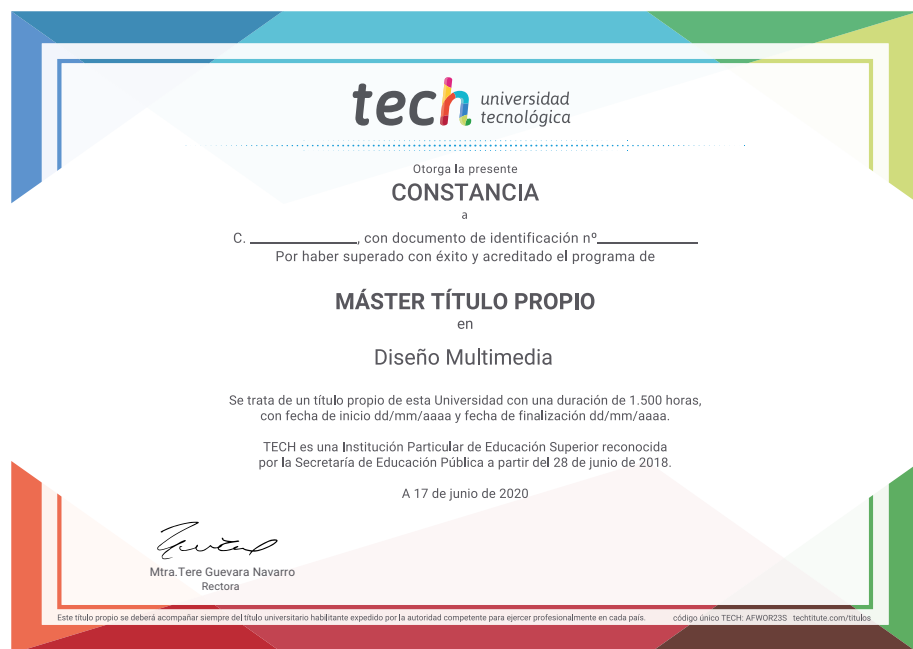 tech universidad
tecnológica
Otorga la presente
CONSTANCIA
a
C. ____________, con documento de identificación nº____________
Por haber superado con éxito y acreditado el programa de
MÁSTER TÍTULO PROPIO
en
Diseño Multimedia
Se trata de un título propio de esta Universidad con una duración de 1.500 horas,
con fecha de inicio dd/mm/aaaa y fecha de finalización dd/mm/aaaa.
TECH es una Institución Particular de Educación Superior reconocida
por la Secretaría de Educación Pública a partir del 28 de junio de 2018.
A 17 de junio de 2020
Mtra.Tere Guevara Navarro
Rectora
Este título propio se deberá acompañar siempre del título universitario habilitante expedido por la autoridad competente para ejercer profesionalmente en cada país. código único TECH: AFWOR23S techtitute.com/titulos